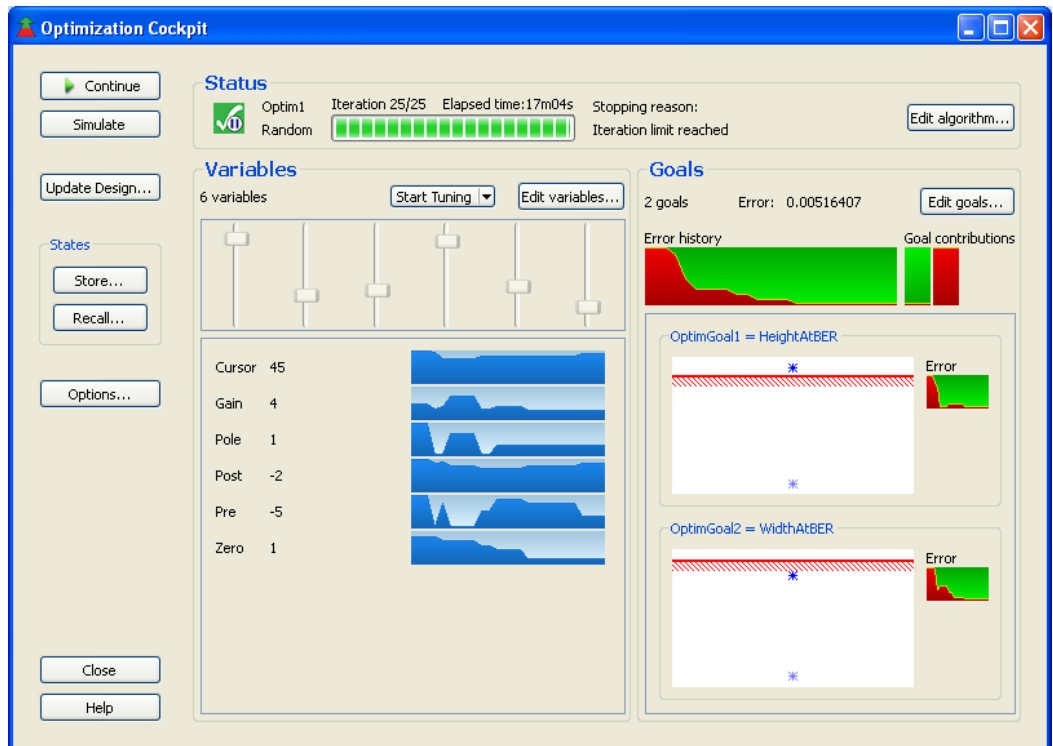 Optimization Cockpit
Continue
Simulate
Update Design...
States
Store...
Recall...
Options...
Close
Help
Status
Optim1
Random
Iteration 25/25 Elapsed time:17m04s
Stopping reason:
Iteration limit reached
Edit algorithm...
Variables
6 variables
Start Tuning
Edit variables...
Cursor 45
Gain 4
Pole 1
Post -2
Pre -5
Zero 1
Goals
2 goals Error: 0.00516407
Edit goals...
Error history
Goal contributions
OptimGoal1 = HeightAtBER
Error
OptimGoal2 = WidthAtBER
Error